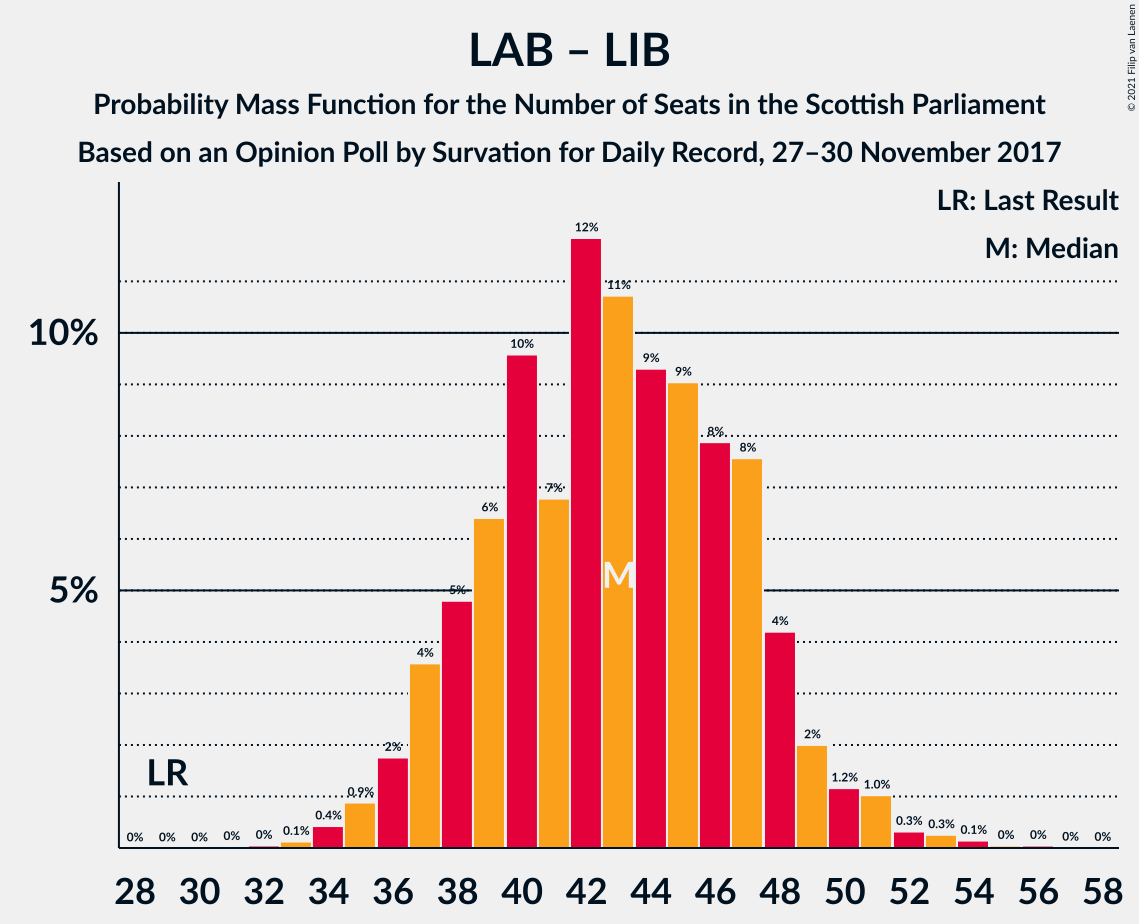 LAB – LIB
Probability Mass Function for the Number of Seats in the Scottish Parliament
Based on an Opinion Poll by Survation for Daily Record, 27–30 November 2017
© 2021 Filip van Laenen
LR: Last Result
M: Median
10%
5%
0% 0% 0% 0% 0% 0.1% 0.4% 0.9% 2% 4% 5% 6% 10% 7% 12% 11% 9% 9% 8% 8% 4% 2% 1.2% 1.0% 0.3% 0.3% 0.1% 0% 0% 0% 0%
M
LR
28 30 32 34 36 38 40 42 44 46 48 50 52 54 56 58